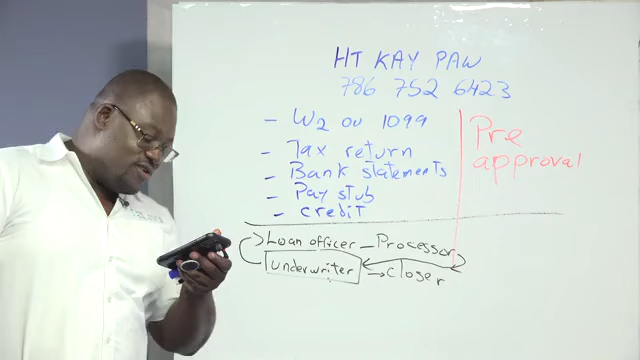 HT KAY PAW
786 752 6423
- W2 ou 1099
- Tax return
- Bank statements
- Pay stub
- credit
Pre
approval
Loan officer - Processor
Underwriter → Closer